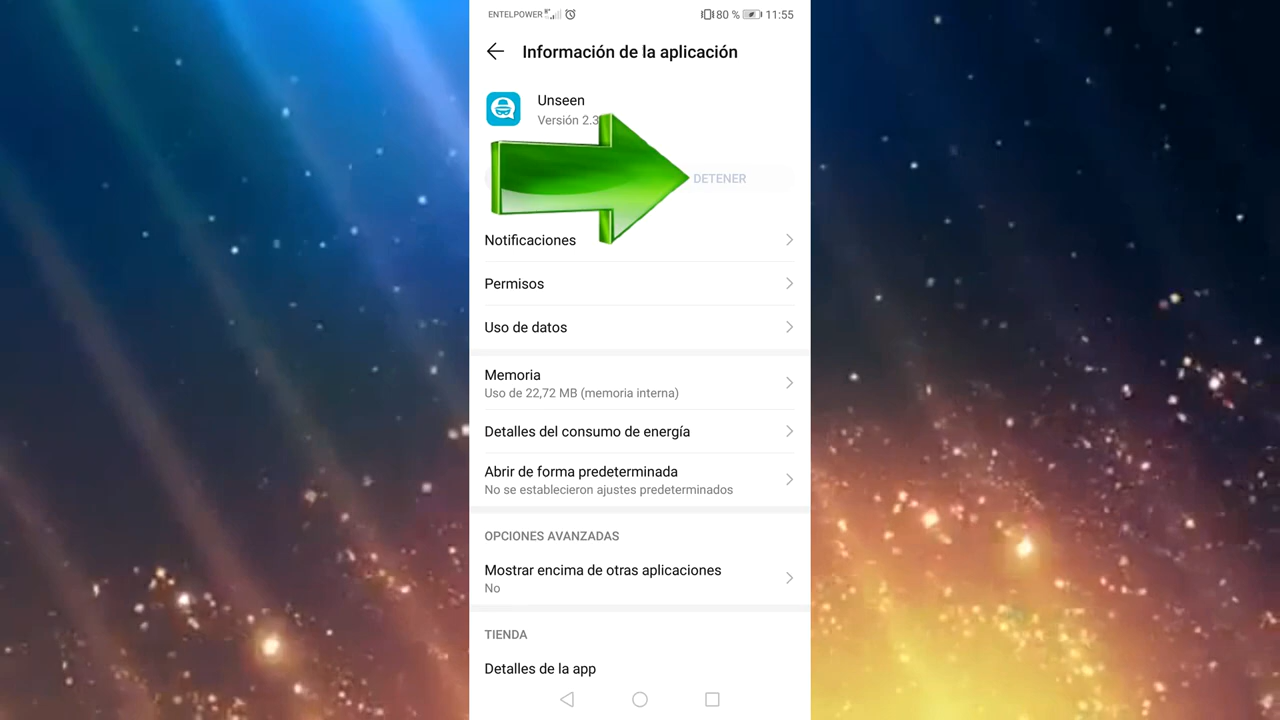 ENTELPOWER 80 % 11:55
Información de la aplicación
Unseen
Versión 2.3
DETENER
Notificaciones
Permisos
Uso de datos
Memoria
Uso de 22,72 MB (memoria interna)
Detalles del consumo de energía
Abrir de forma predeterminada
No se establecieron ajustes predeterminados
OPCIONES AVANZADAS
Mostrar encima de otras aplicaciones
No
TIENDA
Detalles de la app